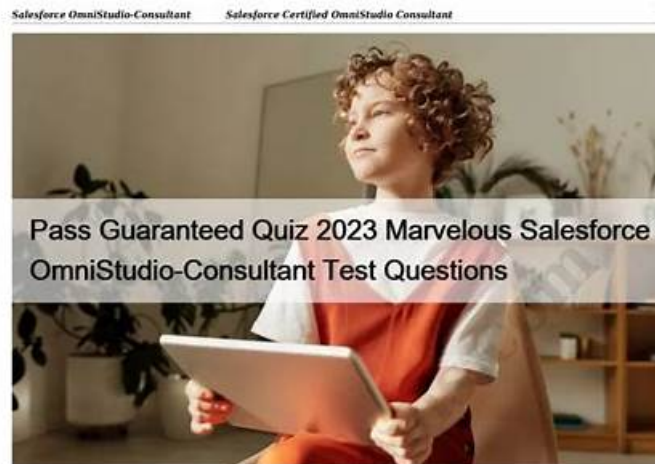 Salesforce OmniStudio-Consultant Salesforce Certified OmniStudio Consultant
Pass Guaranteed Quiz 2023 Marvelous Salesforce
OmniStudio-Consultant Test Questions